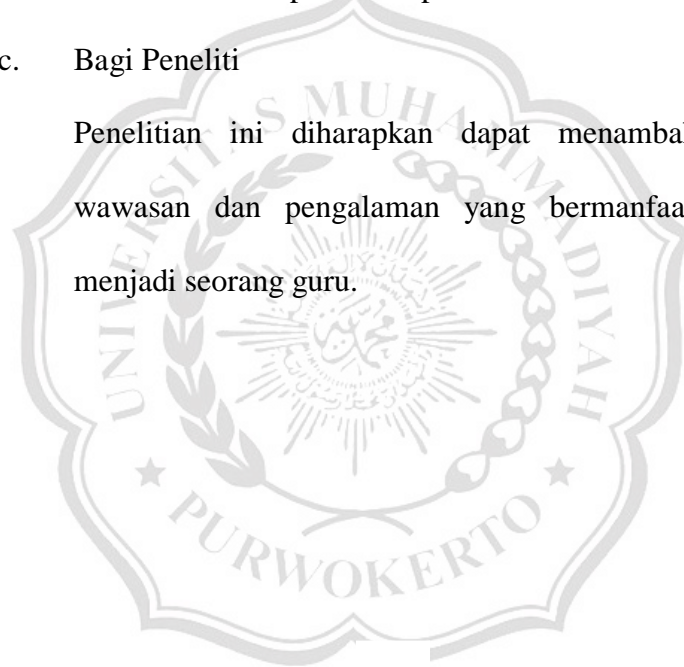 c. Bagi Peneliti
Penelitian ini diharapkan dapat menambah
wawasan dan pengalaman yang bermanfaa
menjadi seorang guru.
UNIVERSITAS MUHAMMADIYAH
PURWOKERTO